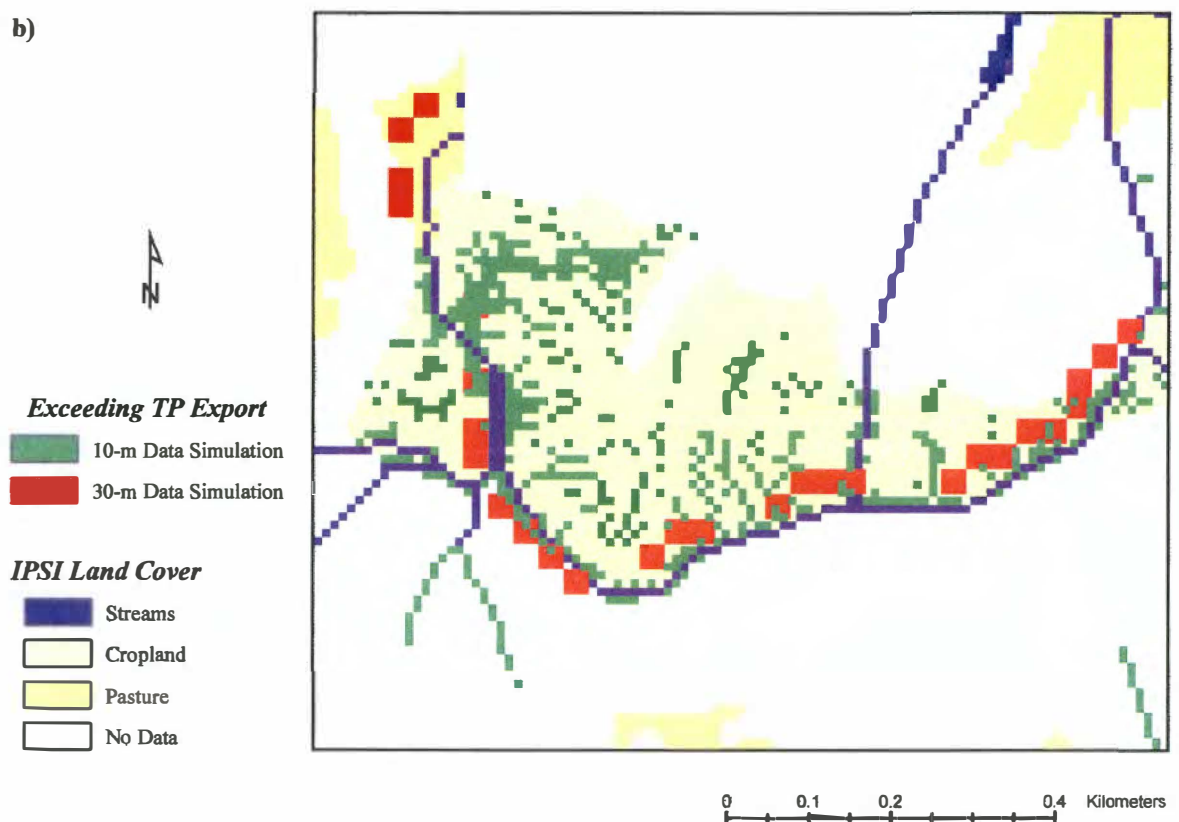 b)
N
Exceeding TP Export
10-m Data Simulation
30-m Data Simulation
IPSI Land Cover
Streams
Cropland
Pasture
No Data
0 0.1 0.2 0.4 Kilometers